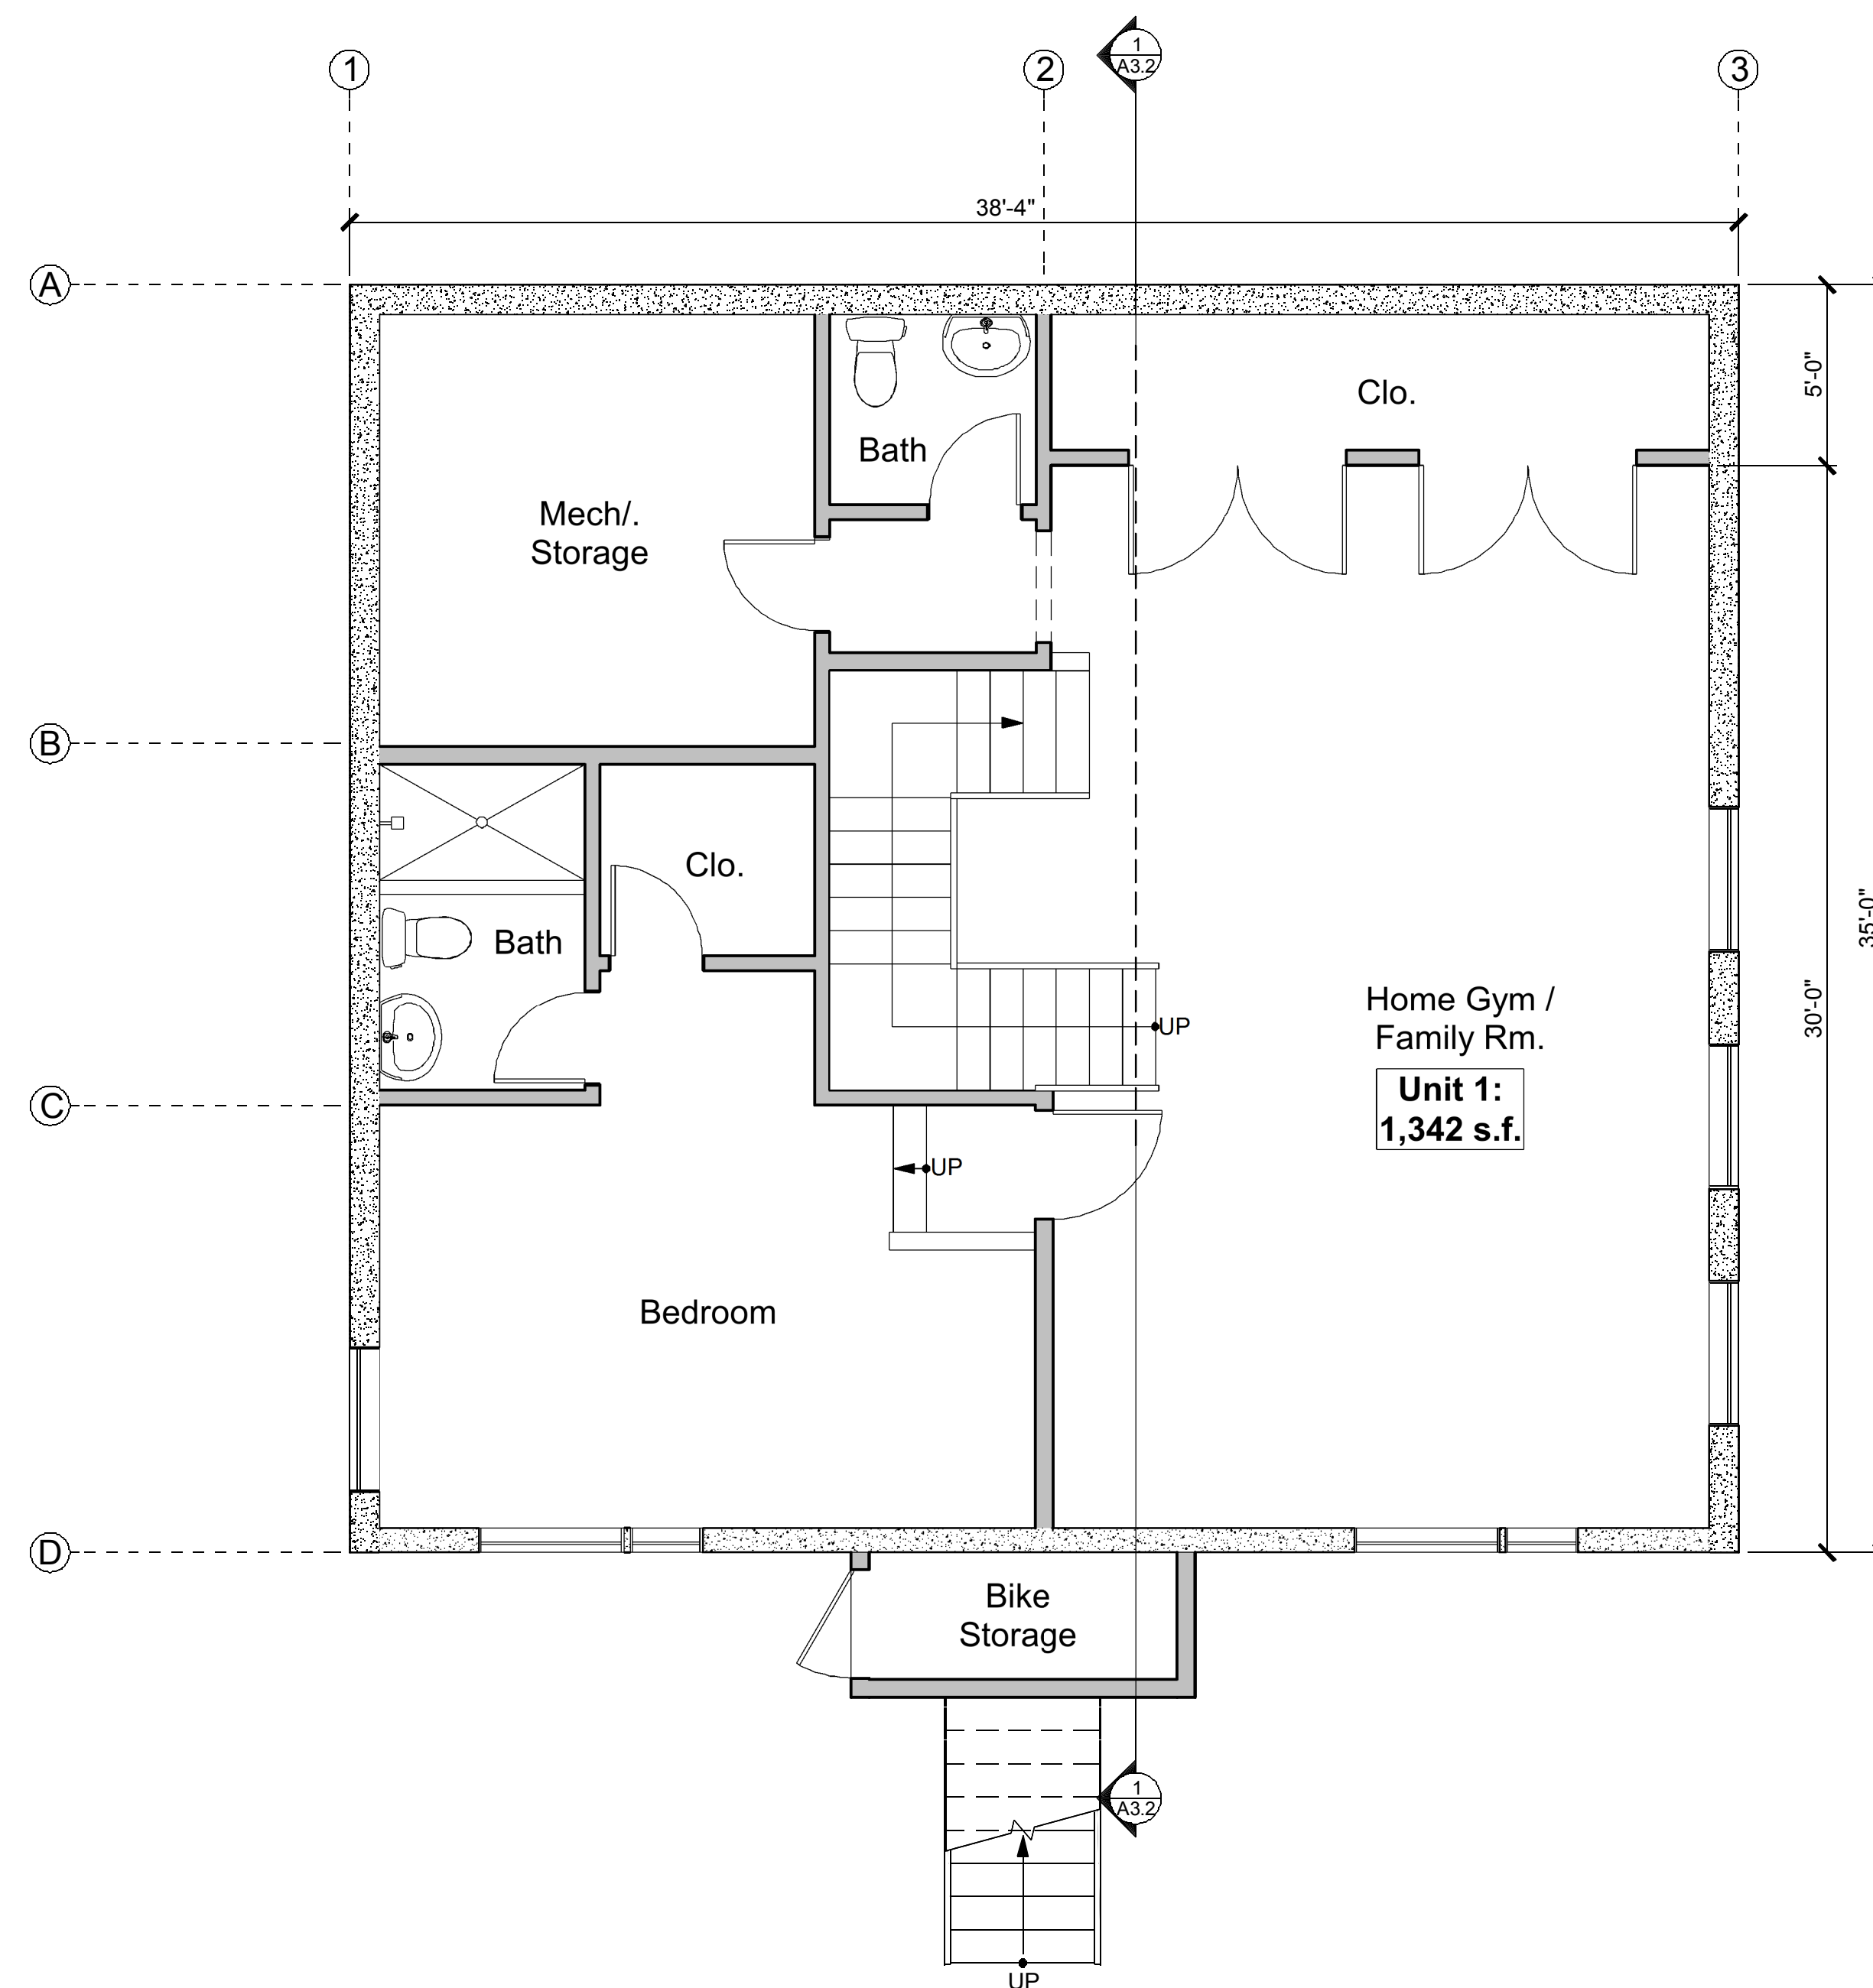 1
2
1
A3.2
3
38'-4"
A
5'-0"
Clo.
Bath
Mech/.
Storage
B
Clo.
35'-0"
Bath
Home Gym /
Family Rm.
30'-0"
UP
Unit 1:
1,342 s.f.
C
UP
Bedroom
D
Bike
Storage
1
A3.2
UP